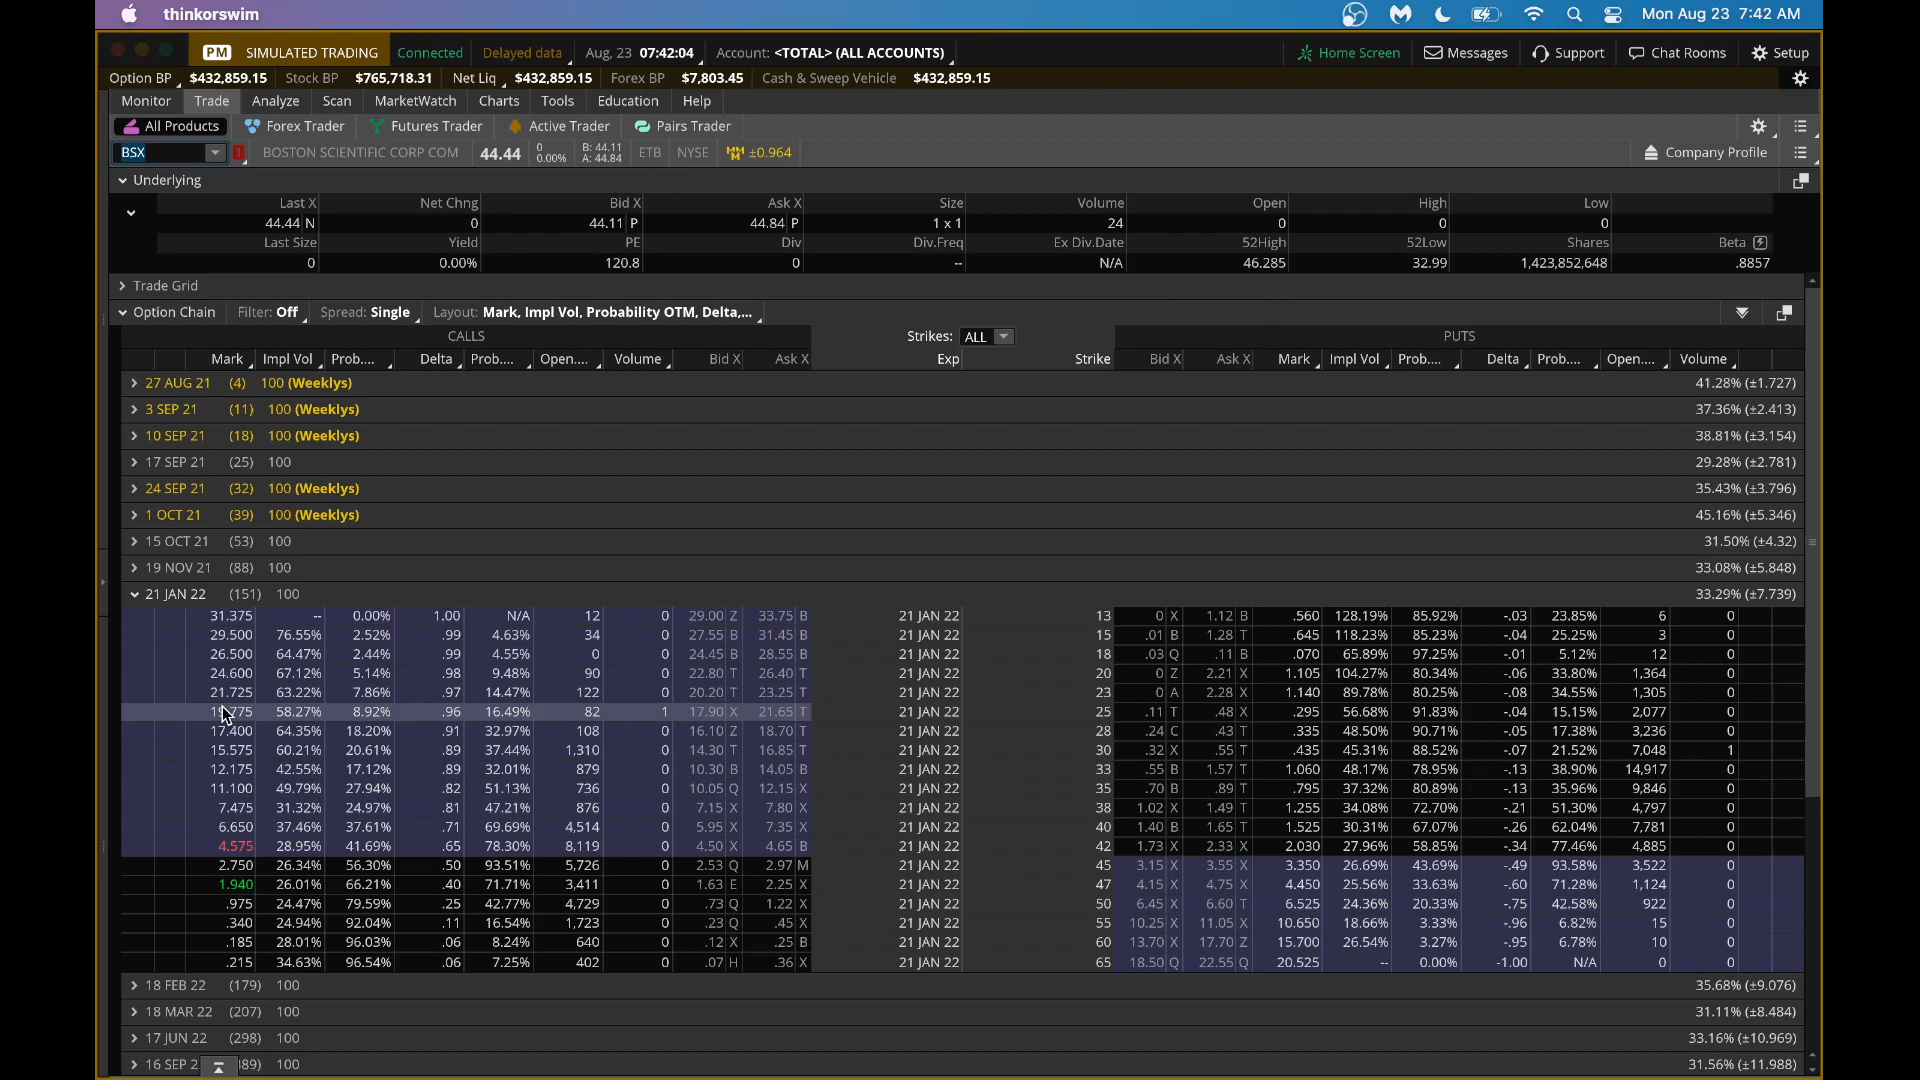 thinkorswim Mon Aug 23 7:42 AM
PM SIMULATED TRADING Connected Delayed data Aug, 23 07:42:04 Account: <TOTAL> (ALL ACCOUNTS) Home Screen Messages Support Chat Rooms Setup
Option BP $432,859.15 Stock BP $765,718.31 Net Liq $432,859.15 Forex BP $7,803.45 Cash & Sweep Vehicle $432,859.15
Monitor Trade Analyze Scan MarketWatch Charts Tools Education Help
All Products Forex Trader Futures Trader Active Trader Pairs Trader
BSX 1 BOSTON SCIENTIFIC CORP COM 44.44 0 0.00% B: 44.11 A: 44.84 ETB NYSE ±0.964 Company Profile
Underlying
Last X Net Chng Bid X Ask X Size Volume Open High Low
44.44 N 0 44.11 P 44.84 P 1 x 1 24 0 0 0
Last Size Yield PE Div Div.Freq Ex Div.Date 52High 52Low Shares Beta
0 0.00% 120.8 0 -- N/A 46.285 32.99 1,423,852,648 .8857
Trade Grid
Option Chain Filter: Off Spread: Single Layout: Mark, Impl Vol, Probability OTM, Delta,...
CALLS Strikes: ALL PUTS
Mark Impl Vol Prob.... Delta Prob.... Open.... Volume Bid X Ask X Exp Strike Bid X Ask X Mark Impl Vol Prob.... Delta Prob.... Open.... Volume
27 AUG 21 (4) 100 (Weeklys) 41.28% (±1.727)
3 SEP 21 (11) 100 (Weeklys) 37.36% (±2.413)
10 SEP 21 (18) 100 (Weeklys) 38.81% (±3.154)
17 SEP 21 (25) 100 29.28% (±2.781)
24 SEP 21 (32) 100 (Weeklys) 35.43% (±3.796)
1 OCT 21 (39) 100 (Weeklys) 45.16% (±5.346)
15 OCT 21 (53) 100 31.50% (±4.32)
19 NOV 21 (88) 100 33.08% (±5.848)
21 JAN 22 (151) 100 33.29% (±7.739)
31.375 -- 0.00% 1.00 N/A 12 0 29.00 Z 33.75 B 21 JAN 22 13 0 X 1.12 B .560 128.19% 85.92% -.03 23.85% 6 0
29.500 76.55% 2.52% .99 4.63% 34 0 27.55 B 31.45 B 21 JAN 22 15 .01 B 1.28 T .645 118.23% 85.23% -.04 25.25% 3 0
26.500 64.47% 2.44% .99 4.55% 0 0 24.45 B 28.55 B 21 JAN 22 18 .03 Q .11 B .070 65.89% 97.25% -.01 5.12% 12 0
24.600 67.12% 5.14% .98 9.48% 90 0 22.80 T 26.40 T 21 JAN 22 20 0 Z 2.21 X 1.105 104.27% 80.34% -.06 33.80% 1,364 0
21.725 63.22% 7.86% .97 14.47% 122 0 20.20 T 23.25 T 21 JAN 22 23 0 A 2.28 X 1.140 89.78% 80.25% -.08 34.55% 1,305 0
19.775 58.27% 8.92% .96 16.49% 82 1 17.90 X 21.65 T 21 JAN 22 25 .11 T .48 X .295 56.68% 91.83% -.04 15.15% 2,077 0
17.400 64.35% 18.20% .91 32.97% 108 0 16.10 Z 18.70 T 21 JAN 22 28 .24 C .43 T .335 48.50% 90.71% -.05 17.38% 3,236 0
15.575 60.21% 20.61% .89 37.44% 1,310 0 14.30 T 16.85 T 21 JAN 22 30 .32 X .55 T .435 45.31% 88.52% -.07 21.52% 7,048 1
12.175 42.55% 17.12% .89 32.01% 879 0 10.30 B 14.05 B 21 JAN 22 33 .55 B 1.57 T 1.060 48.17% 78.95% -.13 38.90% 14,917 0
11.100 49.79% 27.94% .82 51.13% 736 0 10.05 Q 12.15 X 21 JAN 22 35 .70 B .89 T .795 37.32% 80.89% -.13 35.96% 9,846 0
7.475 31.32% 24.97% .81 47.21% 876 0 7.15 X 7.80 X 21 JAN 22 38 1.02 X 1.49 T 1.255 34.08% 72.70% -.21 51.30% 4,797 0
6.650 37.46% 37.61% .71 69.69% 4,514 0 5.95 X 7.35 X 21 JAN 22 40 1.40 B 1.65 T 1.525 30.31% 67.07% -.26 62.04% 7,781 0
4.575 28.95% 41.69% .65 78.30% 8,119 0 4.50 X 4.65 B 21 JAN 22 42 1.73 X 2.33 X 2.030 27.96% 58.85% -.34 77.46% 4,885 0
2.750 26.34% 56.30% .50 93.51% 5,726 0 2.53 Q 2.97 M 21 JAN 22 45 3.15 X 3.55 X 3.350 26.69% 43.69% -.49 93.58% 3,522 0
1.940 26.01% 66.21% .40 71.71% 3,411 0 1.63 E 2.25 X 21 JAN 22 47 4.15 X 4.75 X 4.450 25.56% 33.63% -.60 71.28% 1,124 0
.975 24.47% 79.59% .25 42.77% 4,729 0 .73 Q 1.22 X 21 JAN 22 50 6.45 X 6.60 T 6.525 24.36% 20.33% -.75 42.58% 922 0
.340 24.94% 92.04% .11 16.54% 1,723 0 .23 Q .45 X 21 JAN 22 55 10.25 X 11.05 X 10.650 18.66% 3.33% -.96 6.82% 15 0
.185 28.01% 96.03% .06 8.24% 640 0 .12 X .25 B 21 JAN 22 60 13.70 X 17.70 Z 15.700 26.54% 3.27% -.95 6.78% 10 0
.215 34.63% 96.54% .06 7.25% 402 0 .07 H .36 X 21 JAN 22 65 18.50 Q 22.55 Q 20.525 -- 0.00% -1.00 N/A 0 0
18 FEB 22 (179) 100 35.68% (±9.076)
18 MAR 22 (207) 100 31.11% (±8.484)
17 JUN 22 (298) 100 33.16% (±10.969)
16 SEP 2 89) 100 31.56% (±11.988)